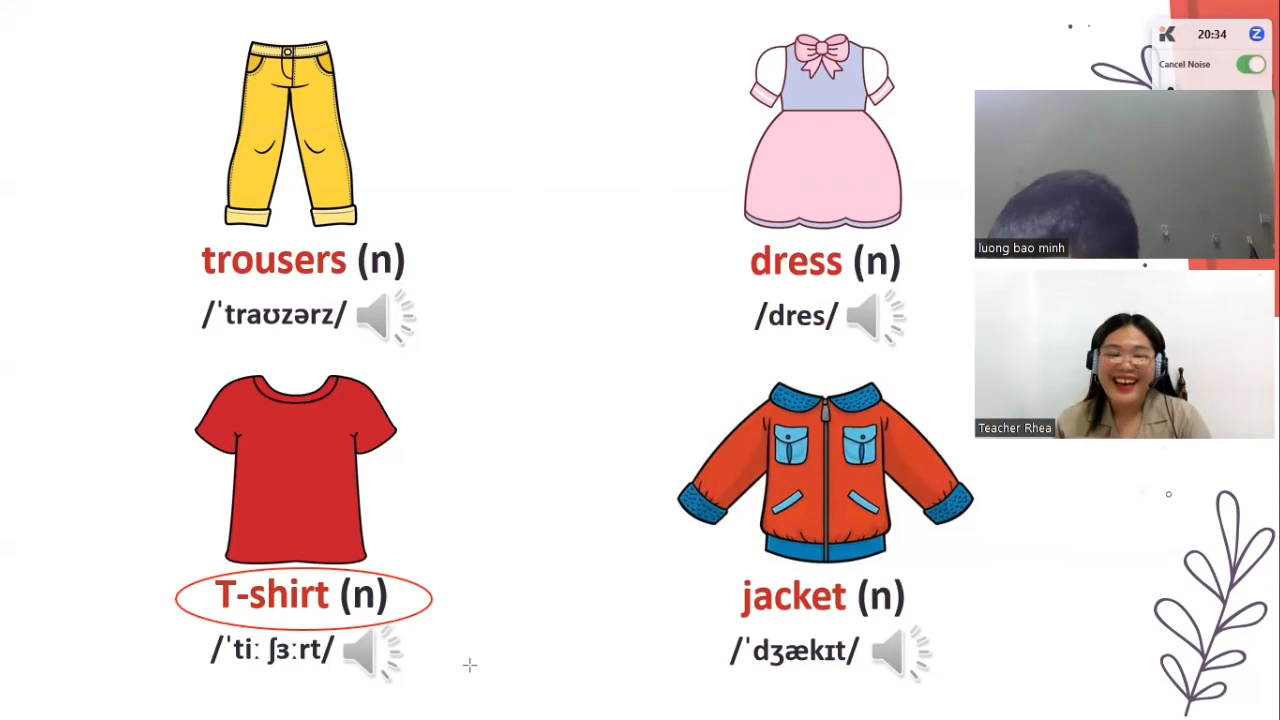 trousers (n)
/ˈtraʊzərz/
dress (n)
/dres/
T-shirt (n)
/ˈtiː ʃɜːrt/
jacket (n)
/ˈdʒækɪt/
20:34
Z
Cancel Noise
luong bao minh
Teacher Rhea